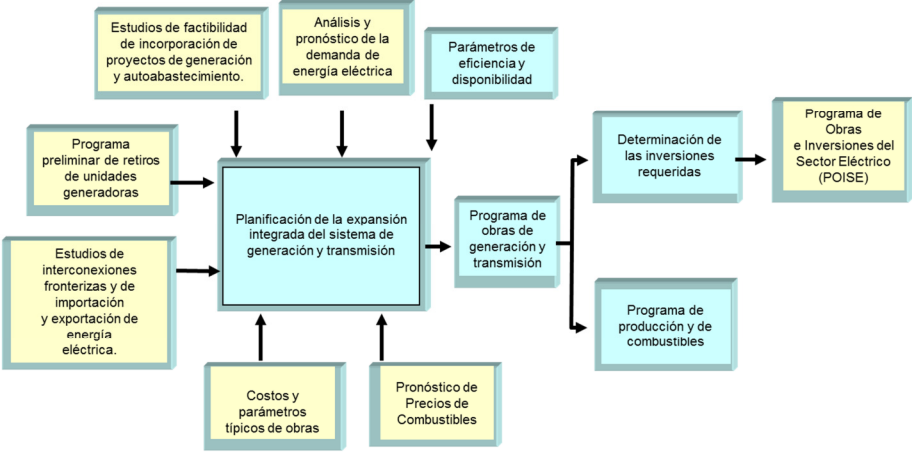 Estudios de factibilidad
de incorporación de
proyectos de generación
y autoabastecimiento.
Análisis y
pronóstico de la
demanda de
energía eléctrica
Parámetros de
eficiencia y
disponibilidad
Programa
preliminar de retiros
de unidades
generadoras
Planificación de la expansión
integrada del sistema de
generación y transmisión
Programa de
obras de
generación y
transmisión
Determinación de
las inversiones
requeridas
Programa de
Obras
e Inversiones del
Sector Eléctrico
(POISE)
Estudios de
interconexiones
fronterizas y de
importación
y exportación de
energía
eléctrica.
Programa de
producción y de
combustibles
Costos y
parámetros
típicos de obras
Pronóstico de
Precios de
Combustibles